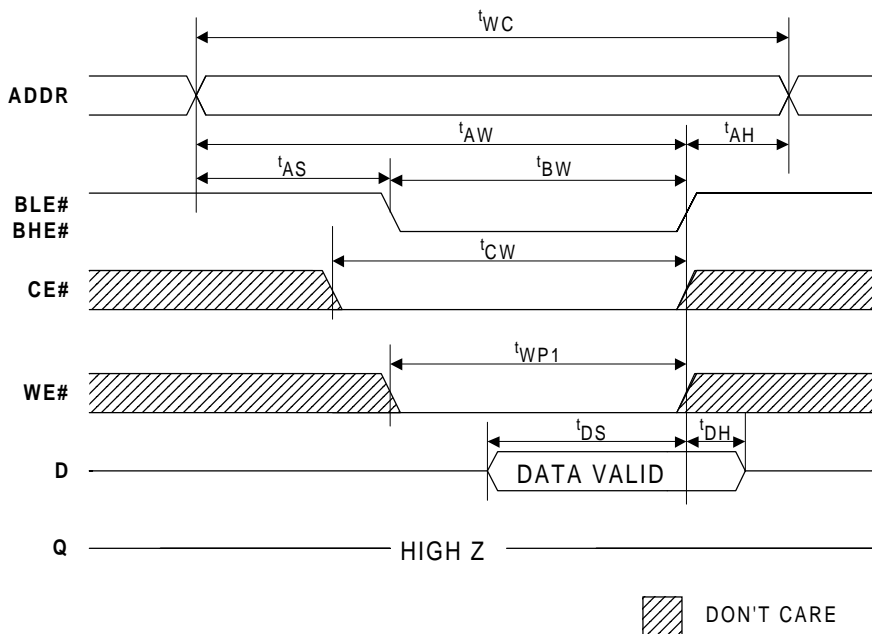 tWC
ADDR
tAW tAH
tAS tBW
BLE#
BHE#
tCW
CE#
tWP1
WE#
tDS tDH
D DATA VALID
Q HIGH Z
DON'T CARE